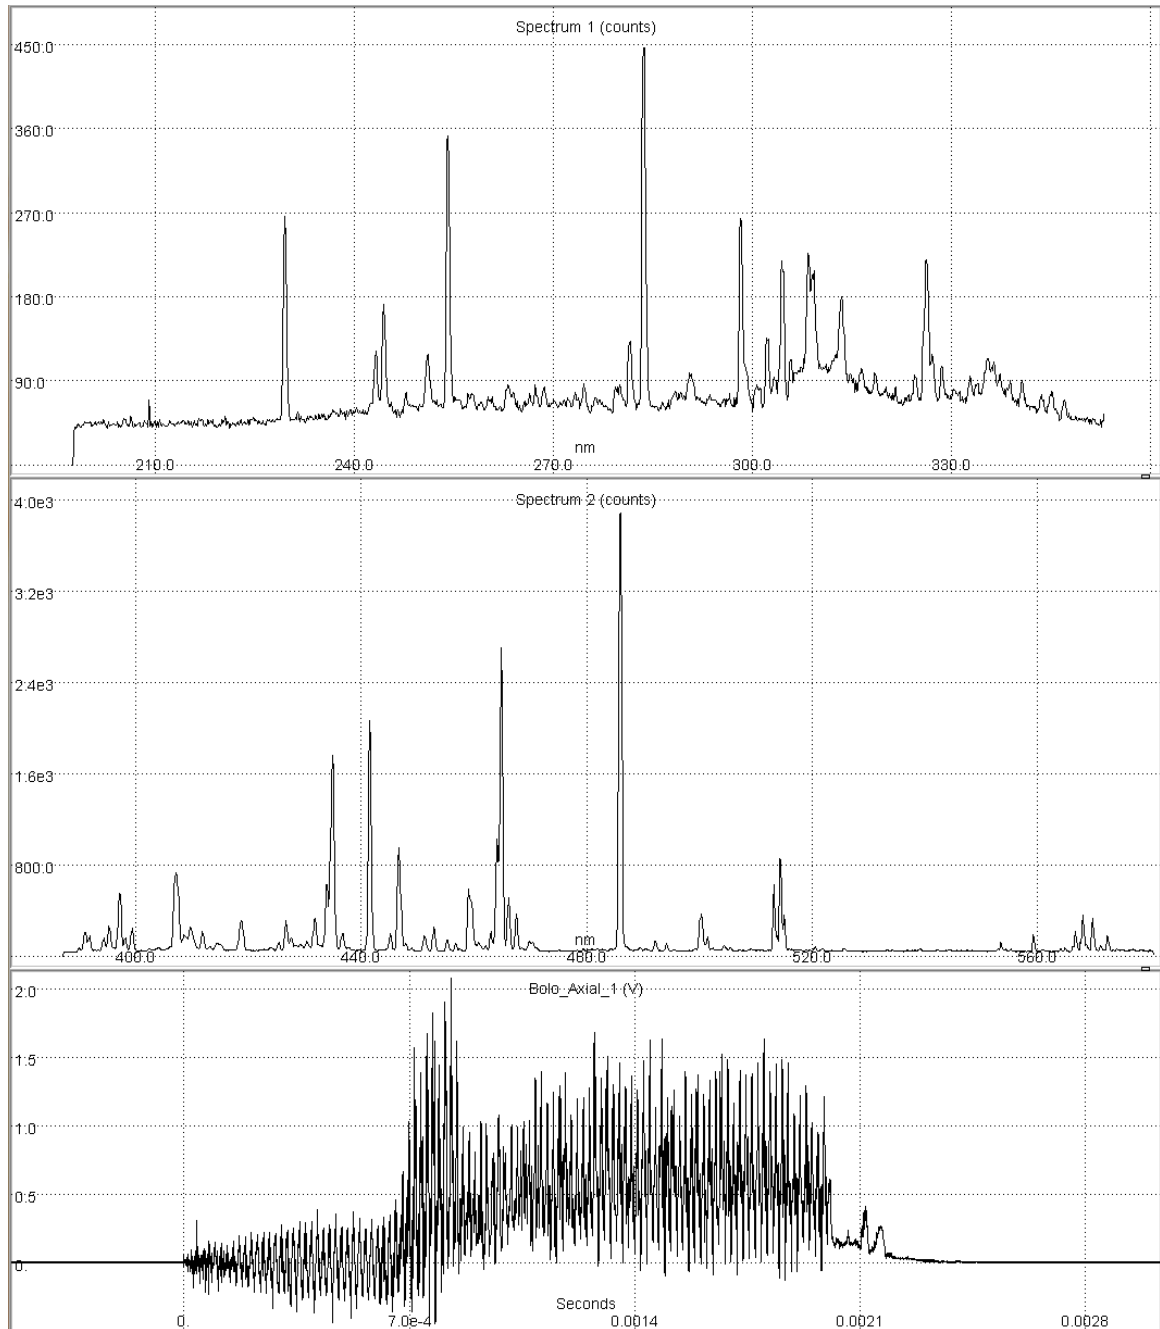 Spectrum 1 (counts)
450.0
360.0
270.0
180.0
90.0
nm
210.0 240.0 270.0 300.0 330.0
Spectrum 2 (counts)
4.0e3
3.2e3
2.4e3
1.6e3
800.0
nm
400.0 440.0 480.0 520.0 560.0
Bolo_Axial_1 (V)
2.0
1.5
1.0
0.5
0.
Seconds
0. 7.0e-4 0.0014 0.0021 0.0028